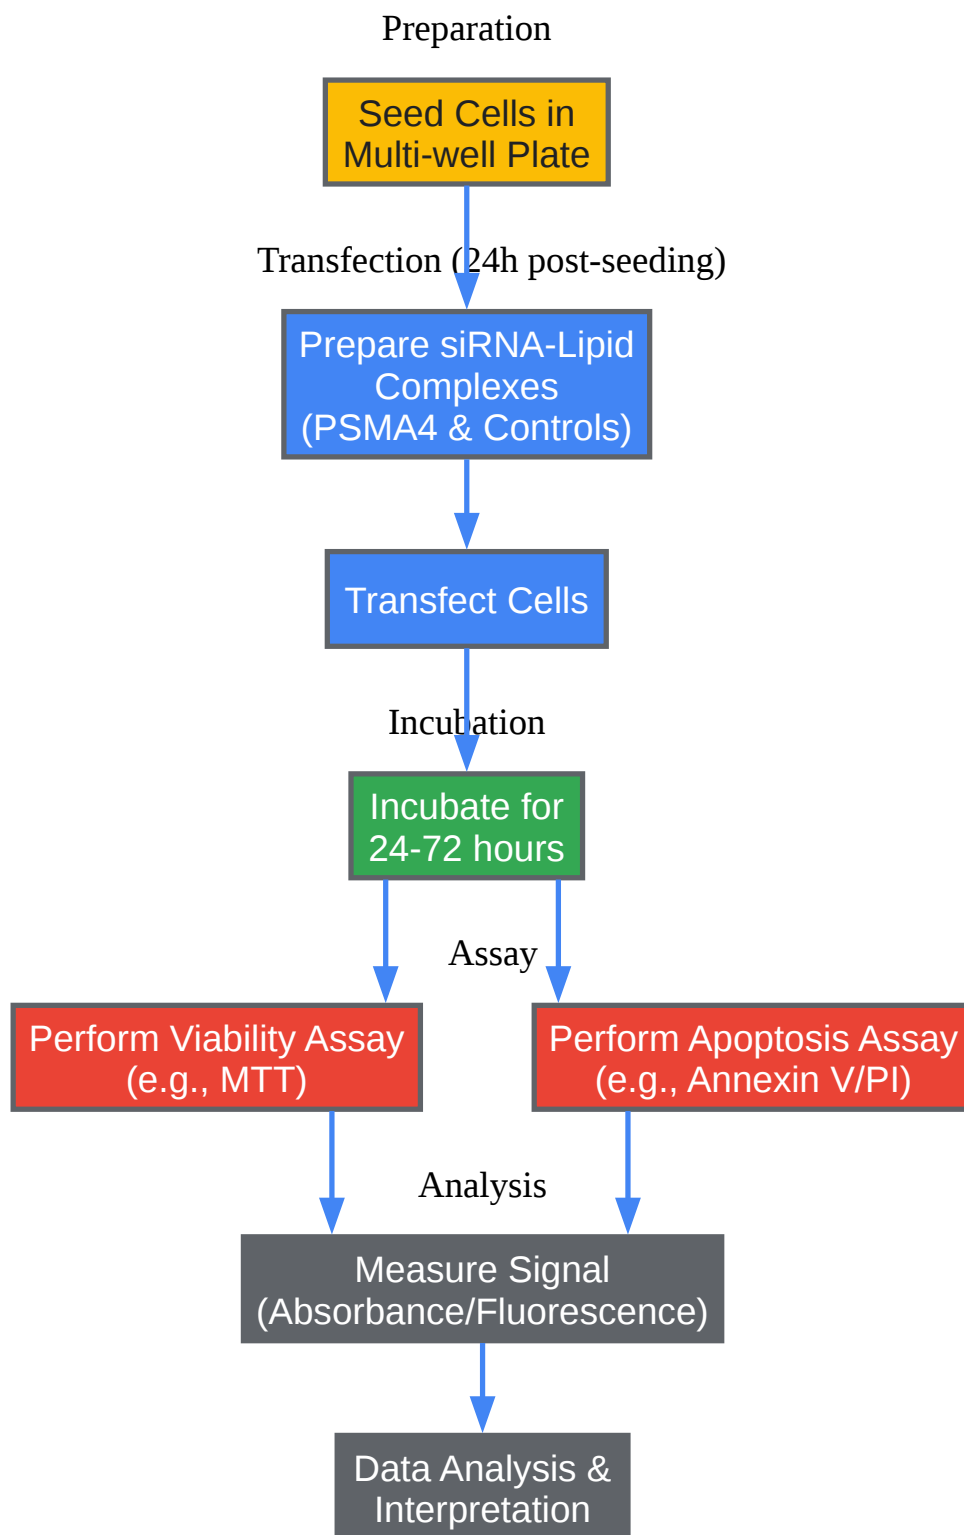 Preparation
Seed Cells in
Multi-well Plate
Transfection (24h post-seeding)
Prepare siRNA-Lipid
Complexes
(PSMA4 & Controls)
Transfect Cells
Incubation
Incubate for
24-72 hours
Assay
Perform Viability Assay
(e.g., MTT)
Perform Apoptosis Assay
(e.g., Annexin V/PI)
Analysis
Measure Signal
(Absorbance/Fluorescence)
Data Analysis &
Interpretation